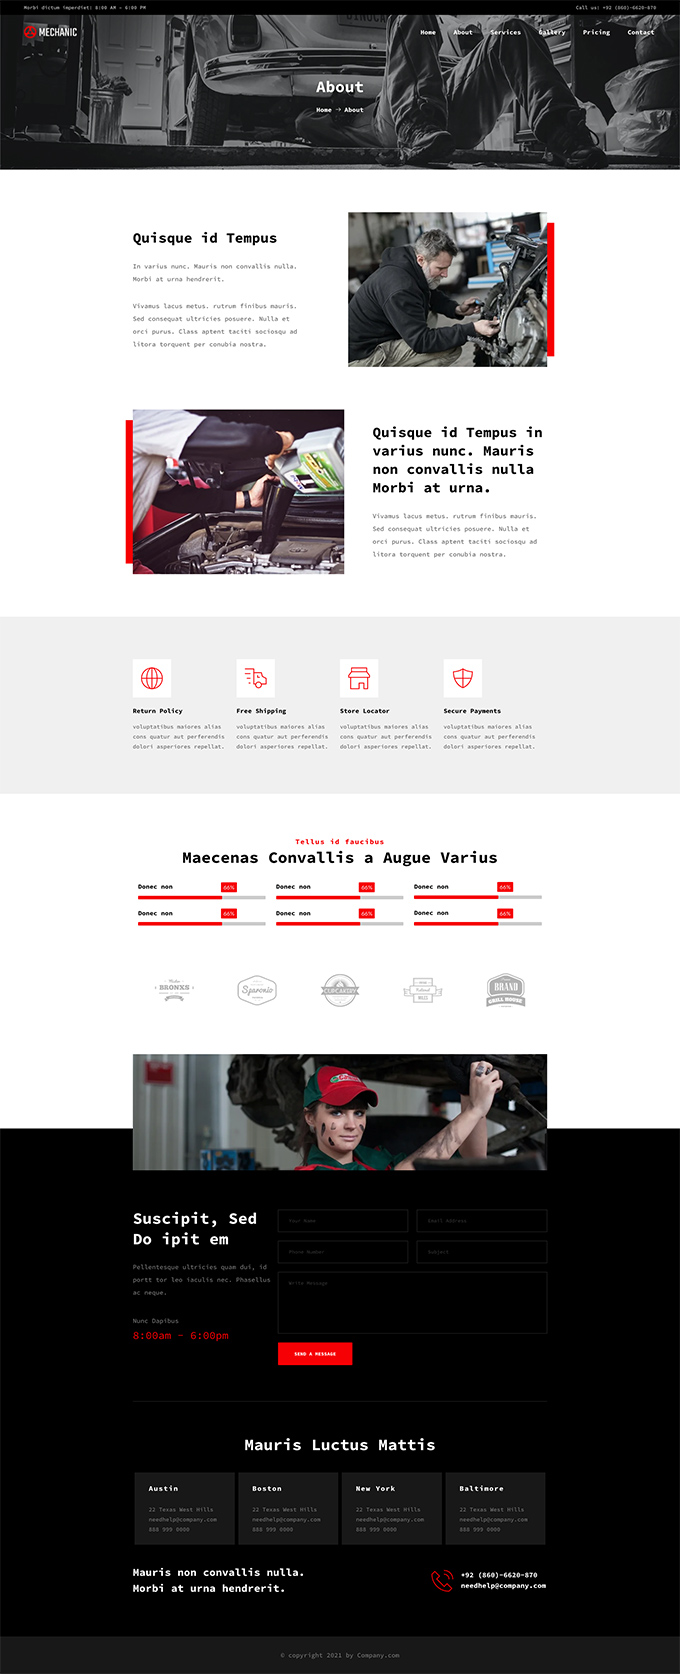 Morbi dictum imperdiet: 8:00 AM - 6:00 PM
Call us: +92 (860)-6620-870
MECHANIC
Home About Services Gallery Pricing Contact
About
Home → About
Quisque id Tempus
In varius nunc. Mauris non convallis nulla.
Morbi at urna hendrerit.
Vivamus lacus metus. rutrum finibus mauris.
Sed consequat ultricies posuere. Nulla et
orci purus. Class aptent taciti sociosqu ad
litora torquent per conubia nostra.
Quisque id Tempus in
varius nunc. Mauris
non convallis nulla
Morbi at urna.
Vivamus lacus metus. rutrum finibus mauris.
Sed consequat ultricies posuere. Nulla et
orci purus. Class aptent taciti sociosqu ad
litora torquent per conubia nostra.
Return Policy
voluptatibus maiores alias
cons quatur aut perferendis
dolori asperiores repellat.
Free Shipping
voluptatibus maiores alias
cons quatur aut perferendis
dolori asperiores repellat.
Store Locator
voluptatibus maiores alias
cons quatur aut perferendis
dolori asperiores repellat.
Secure Payments
voluptatibus maiores alias
cons quatur aut perferendis
dolori asperiores repellat.
Tellus id faucibus
Maecenas Convallis a Augue Varius
Donec non 66% Donec non 66% Donec non 66%
Donec non 66% Donec non 66% Donec non 66%
BRONXS
Sparonio
BRAND
GRILL HOUSE
Suscipit, Sed
Do ipit em
Pellentesque ultricies quam dui, id
portt tor leo iaculis nec. Phasellus
ac neque.
Nunc Dapibus
8:00am - 6:00pm
Your Name
Email Address
Phone Number
Subject
Write Message
SEND A MESSAGE
Mauris Luctus Mattis
Austin
22 Texas West Hills
needhelp@company.com
888 999 0000
Boston
22 Texas West Hills
needhelp@company.com
888 999 0000
New York
22 Texas West Hills
needhelp@company.com
888 999 0000
Baltimore
22 Texas West Hills
needhelp@company.com
888 999 0000
Mauris non convallis nulla.
Morbi at urna hendrerit.
+92 (860)-6620-870
needhelp@company.com
© copyright 2021 by Company.com